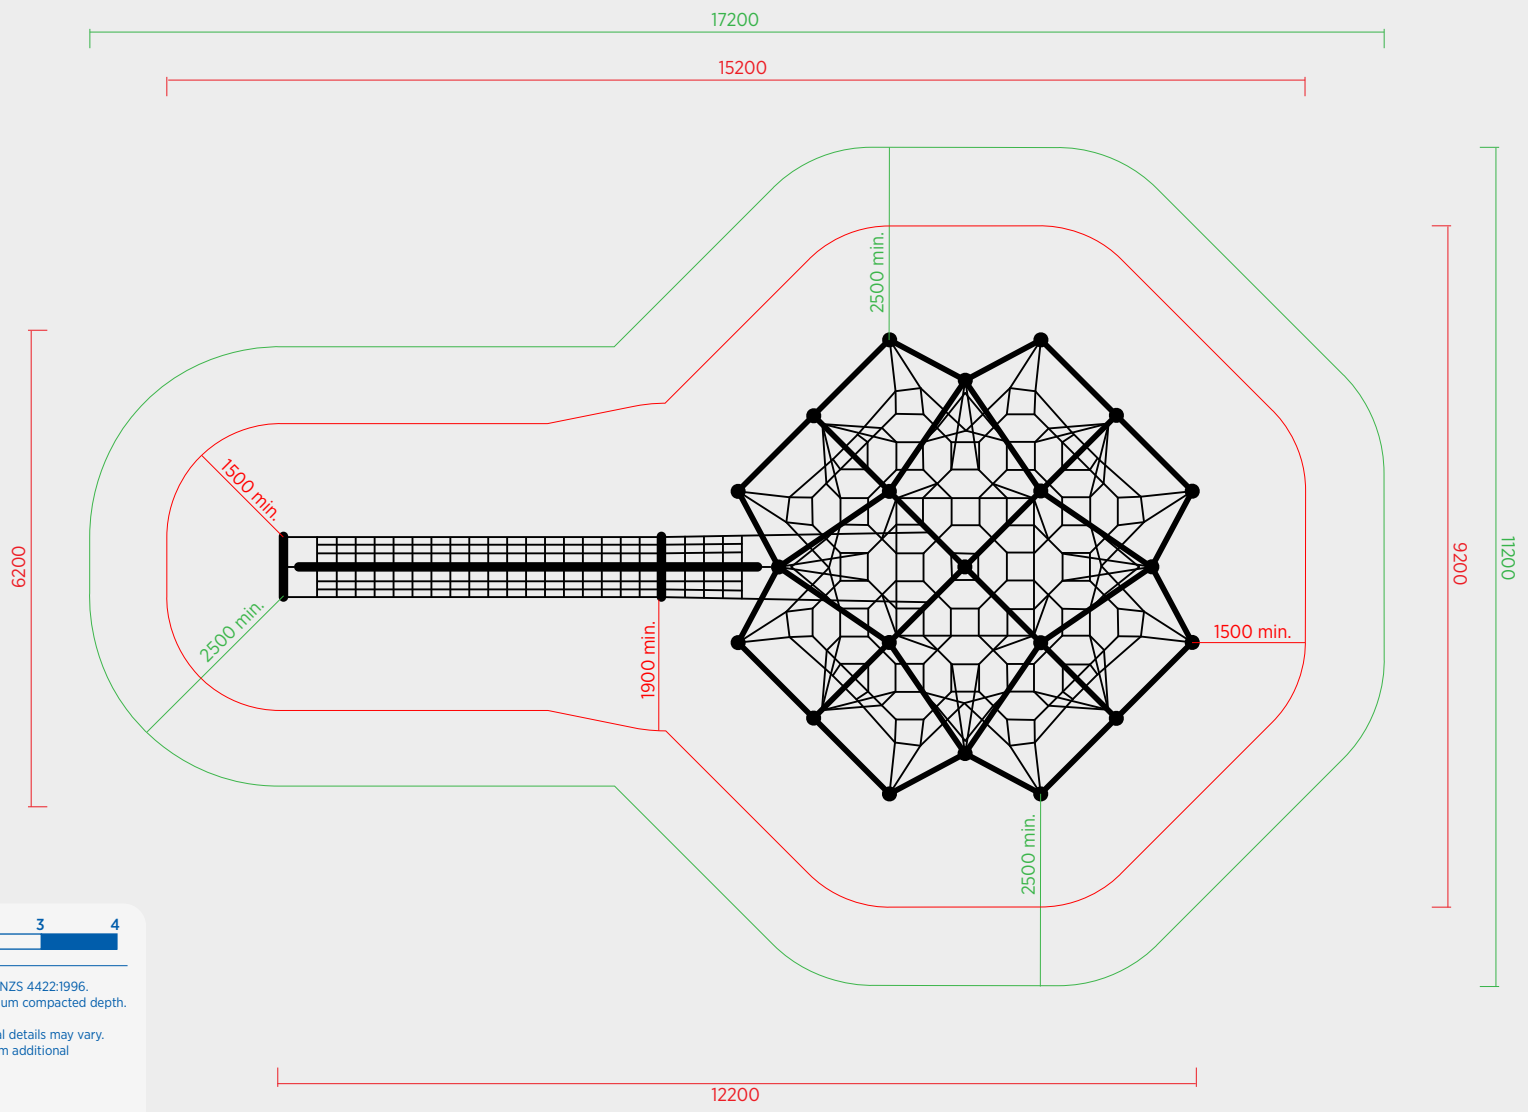 17200
15200
2500 min.
1500 min.
6200
9200
11200
2500 min.
1900 min.
1500 min.
2500 min.
3 4
NZS 4422:1996.
um compacted depth.
details may vary.
additional
12200